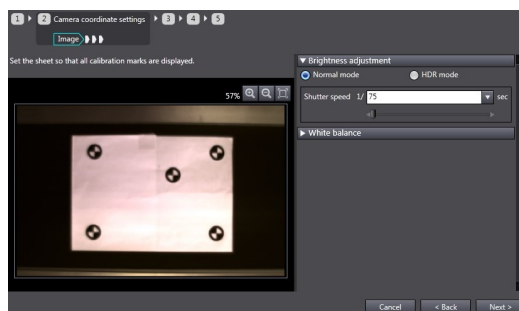 1 2 Camera coordinate settings 3 4 5
Image
Set the sheet so that all calibration marks are displayed.
57%
Brightness adjustment
Normal mode HDR mode
Shutter speed 1/ 75 sec
White balance
Cancel < Back Next >